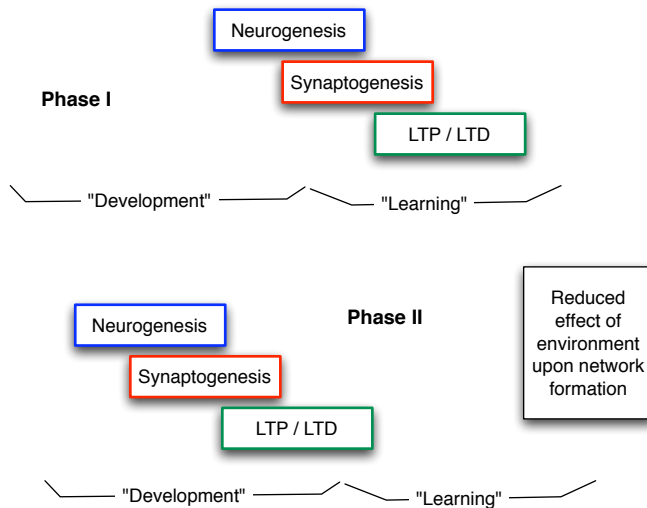 Neurogenesis
Synaptogenesis
Phase I
LTP / LTD
"Development"
"Learning"
Neurogenesis
Phase II
Synaptogenesis
LTP / LTD
Reduced
effect of
environment
upon network
formation
"Development"
"Learning"